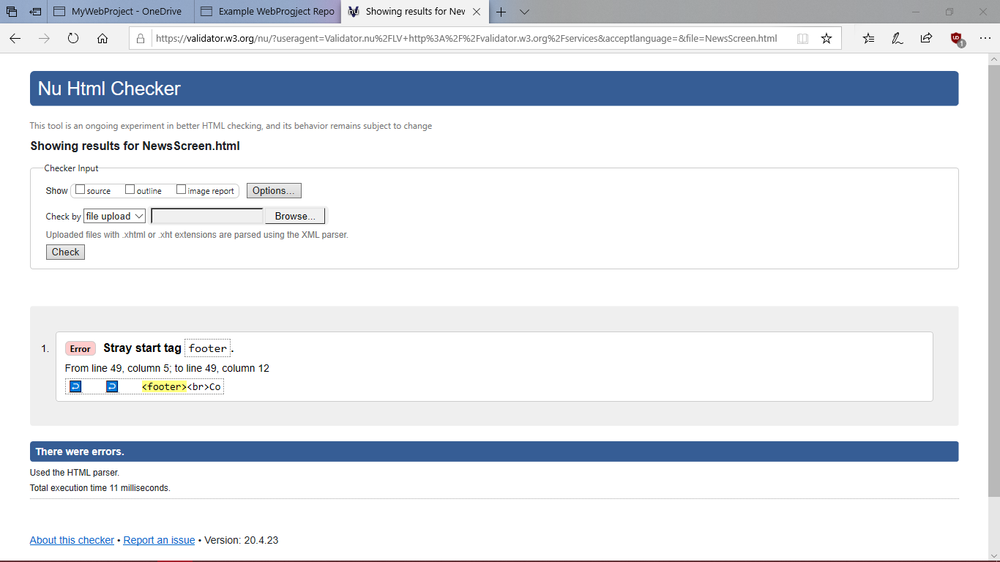 MyWebProject - OneDrive
Example WebProgject Repo
Showing results for Nev
https://validator.w3.org/nu/?useragent=Validator.nu%2FLV+http%3A%2F%2Fvalidator.w3.org%2Fservices&acceptlanguage=&file=NewsScreen.html
1
Nu Html Checker
This tool is an ongoing experiment in better HTML checking, and its behavior remains subject to change
Showing results for NewsScreen.html
Checker Input
Show source outline image report Options...
Check by file upload Browse...
Uploaded files with .xhtml or .xht extensions are parsed using the XML parser.
Check
1. Error Stray start tag footer.
From line 49, column 5; to line 49, column 12
<footer><br>Co
There were errors.
Used the HTML parser.
Total execution time 11 milliseconds.
About this checker • Report an issue • Version: 20.4.23